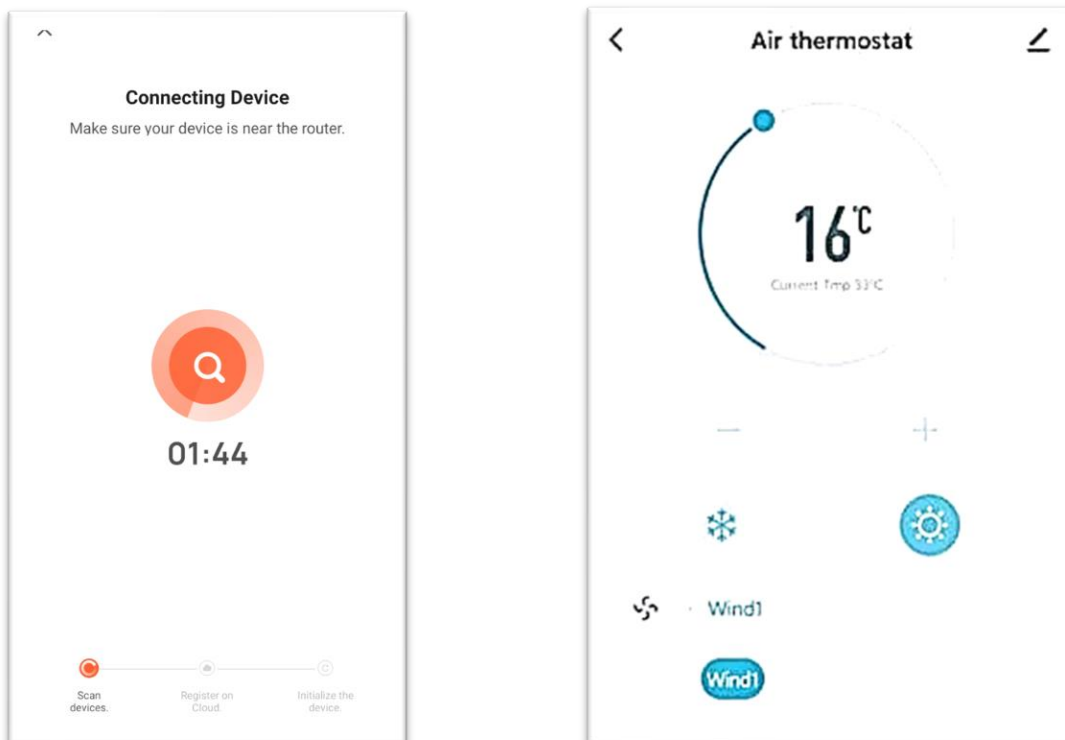 Connecting Device
Make sure your device is near the router.
01:44
Scan
devices.
Register on
Cloud.
Initialize the
device.
Air thermostat
16℃
Current Tmp 33°C
Wind1
Wind1